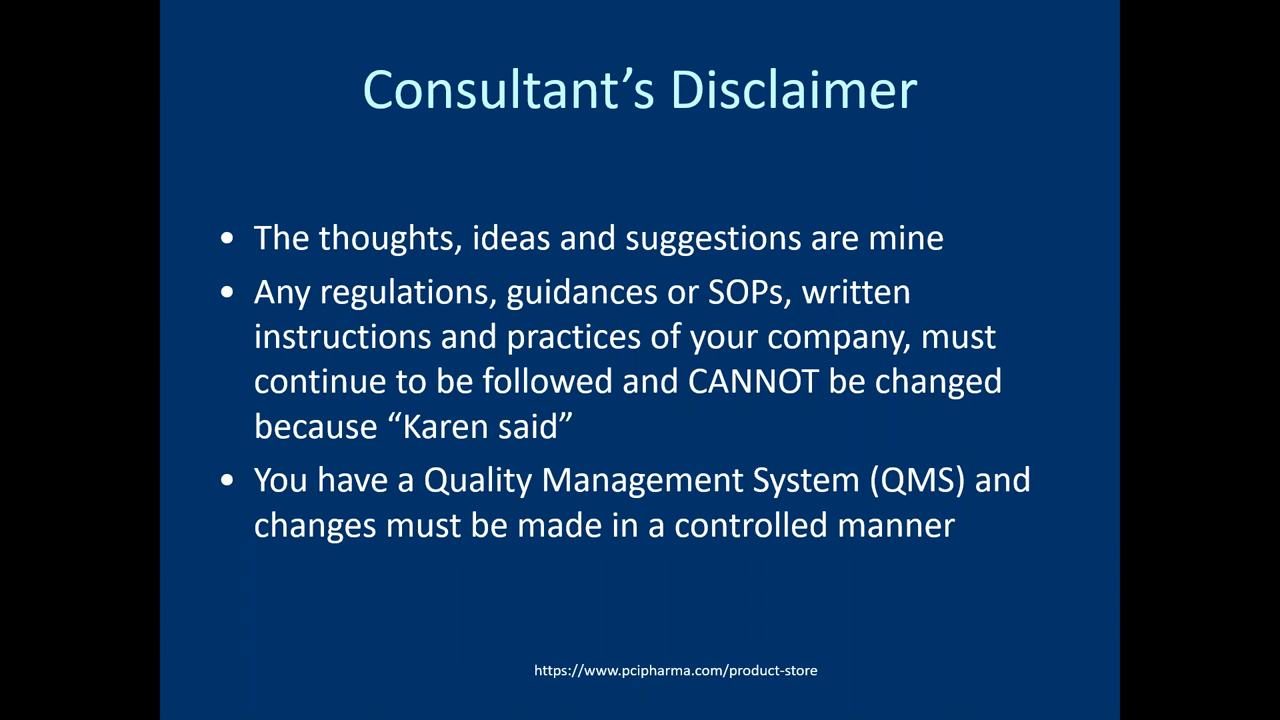 Consultant’s Disclaimer
• The thoughts, ideas and suggestions are mine
• Any regulations, guidances or SOPs, written
instructions and practices of your company, must
continue to be followed and CANNOT be changed
because “Karen said”
• You have a Quality Management System (QMS) and
changes must be made in a controlled manner
https://www.pcipharma.com/product-store